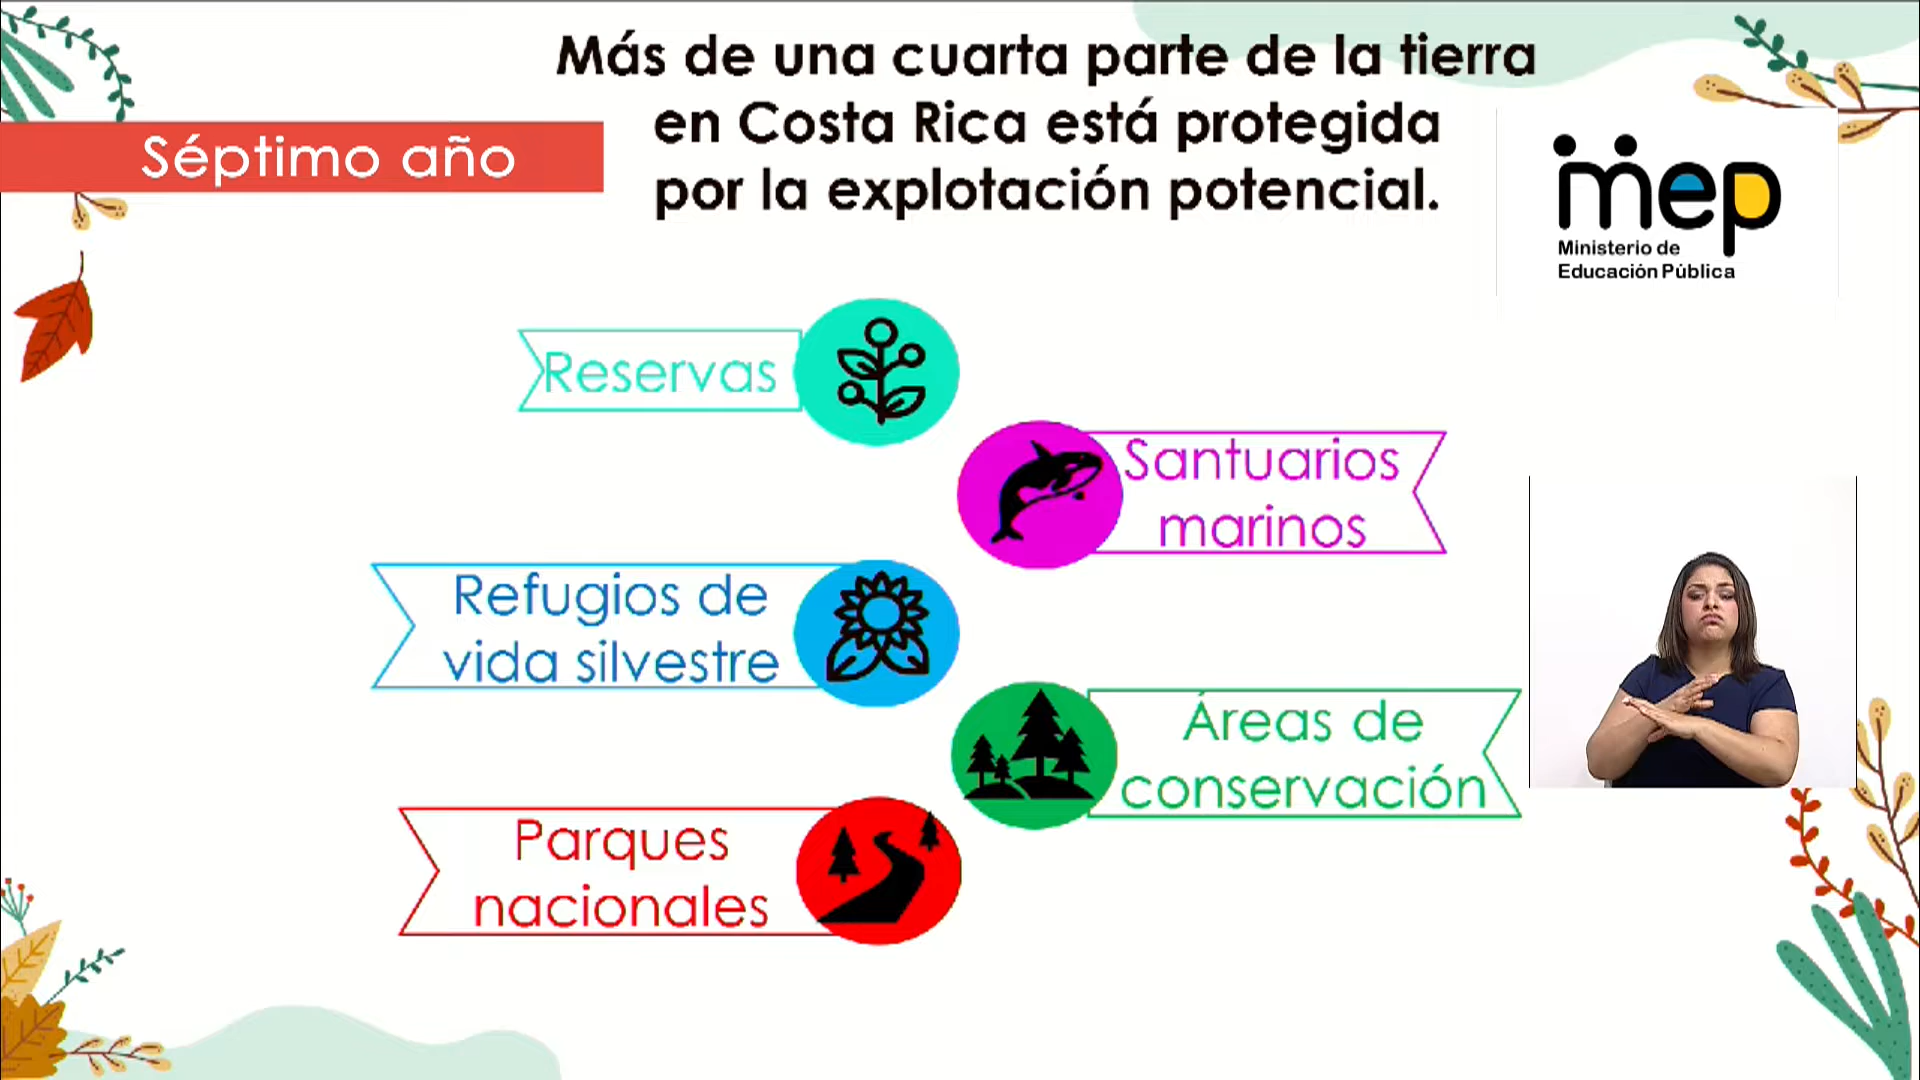 Más de una cuarta parte de la tierra
en Costa Rica está protegida
por la explotación potencial.
Séptimo año
mep
Ministerio de
Educación Pública
Reservas
Santuarios
marinos
Refugios de
vida silvestre
Áreas de
conservación
Parques
nacionales